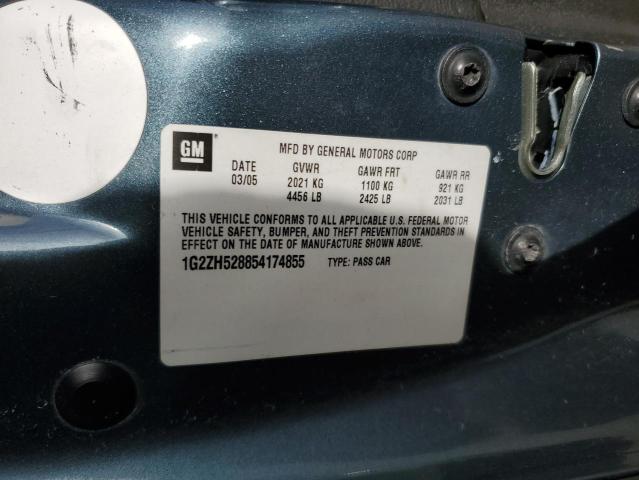 GM
MFD BY GENERAL MOTORS CORP
DATE GVWR GAWR FRT GAWR RR
03/05 2021 KG 1100 KG 921 KG
4456 LB 2425 LB 2031 LB
THIS VEHICLE CONFORMS TO ALL APPLICABLE U.S. FEDERAL MOTOR
VEHICLE SAFETY, BUMPER, AND THEFT PREVENTION STANDARDS IN
EFFECT ON THE DATE OF MANUFACTURE SHOWN ABOVE.
1G2ZH528854174855 TYPE: PASS CAR